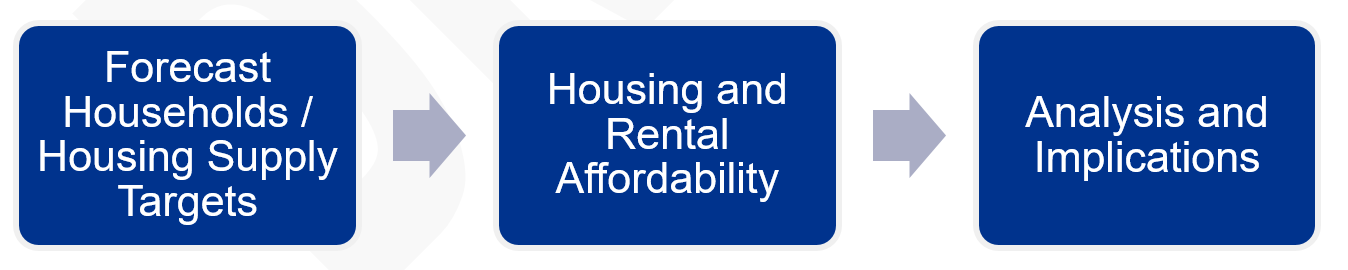 Forecast
Households /
Housing Supply
Targets
Housing and
Rental
Affordability
Analysis and
Implications